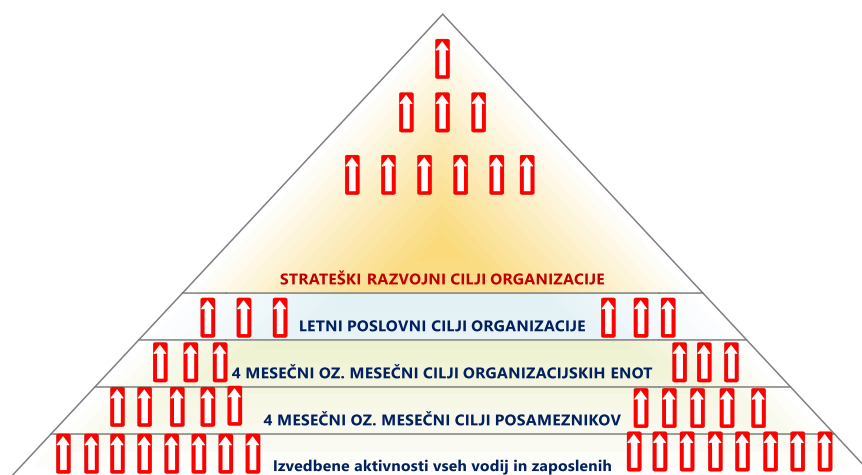 STRATEŠKI RAZVOJNI CILJI ORGANIZACIJE
LETNI POSLOVNI CILJI ORGANIZACIJE
4 MESEČNI OZ. MESEČNI CILJI ORGANIZACIJSKIH ENOT
4 MESEČNI OZ. MESEČNI CILJI POSAMEZNIKOV
Izvedbene aktivnosti vseh vodij in zaposlenih